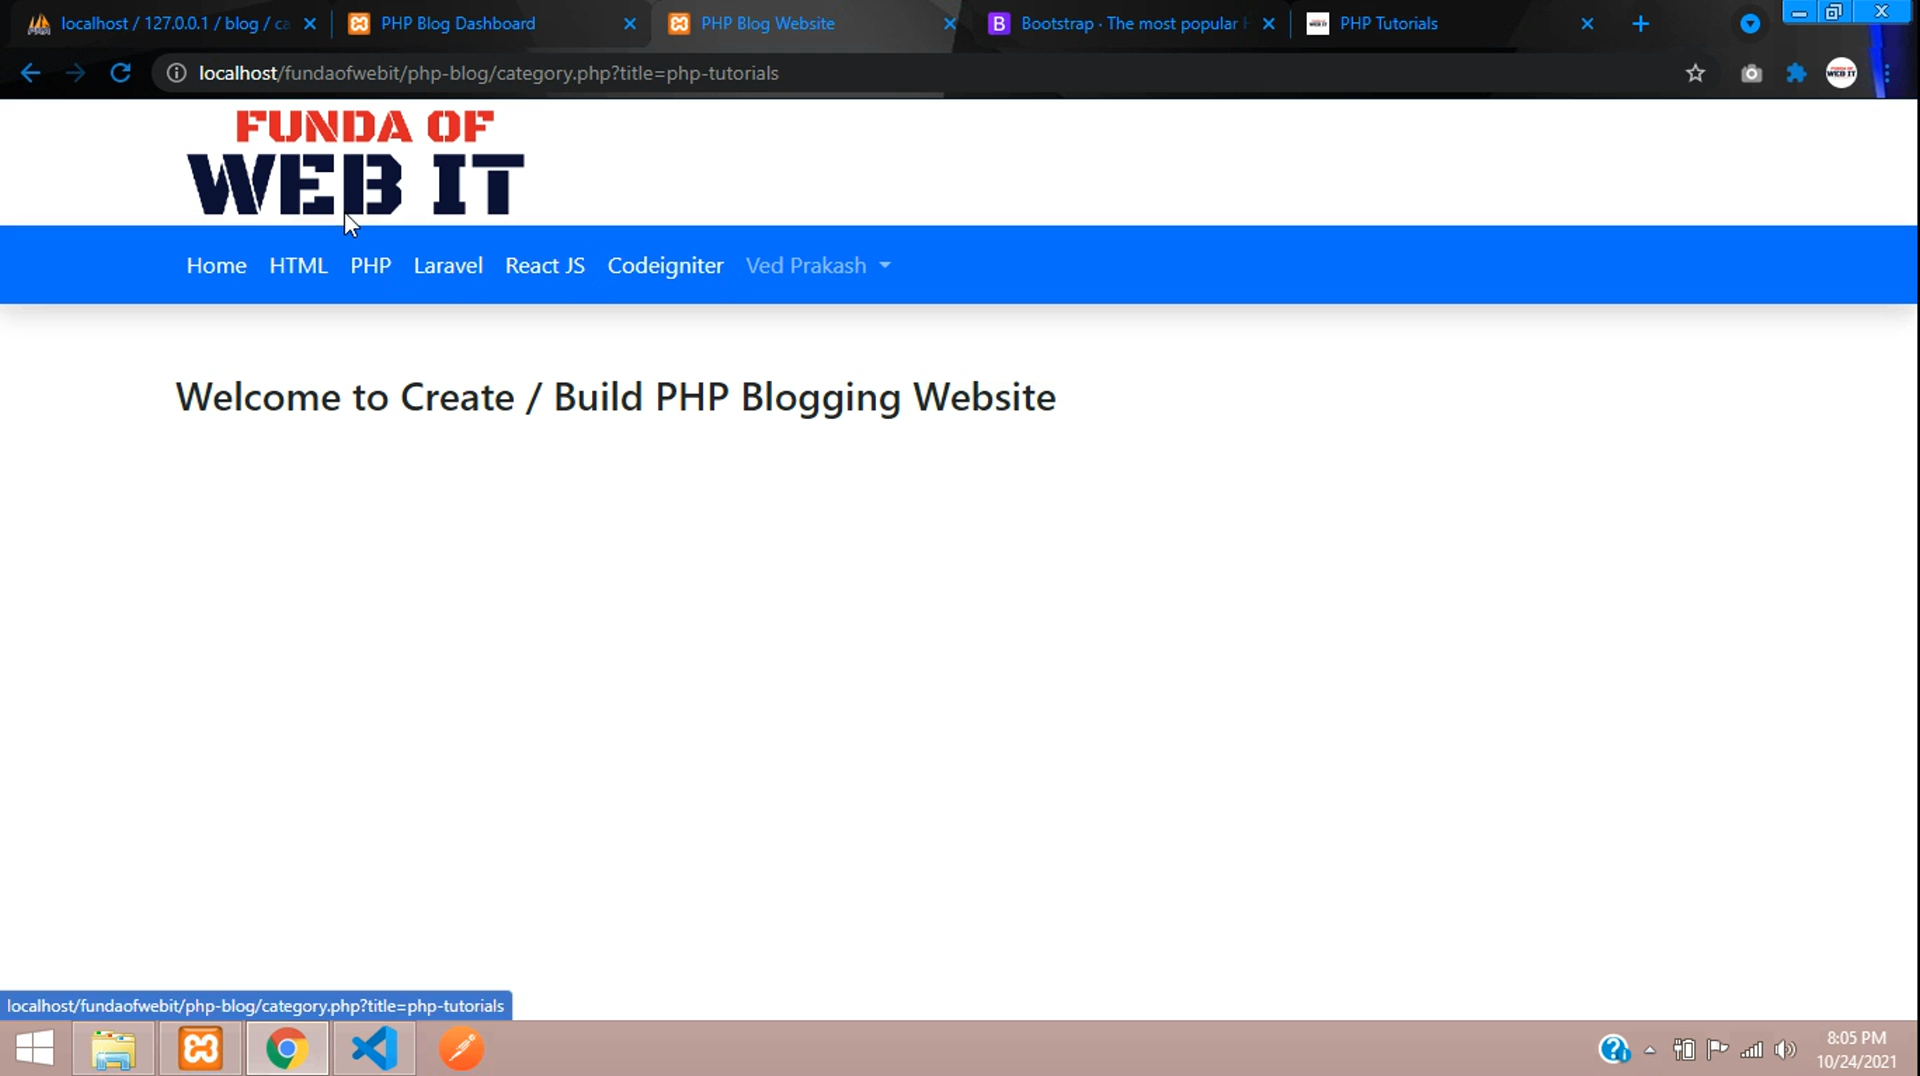 localhost / 127.0.0.1 / blog / ca
PHP Blog Dashboard
PHP Blog Website
B Bootstrap · The most popular
PHP Tutorials
localhost/fundaofwebit/php-blog/category.php?title=php-tutorials
FUNDA OF
WEB IT
Home HTML PHP Laravel React JS Codeigniter Ved Prakash
Welcome to Create / Build PHP Blogging Website
localhost/fundaofwebit/php-blog/category.php?title=php-tutorials
8:05 PM
10/24/2021